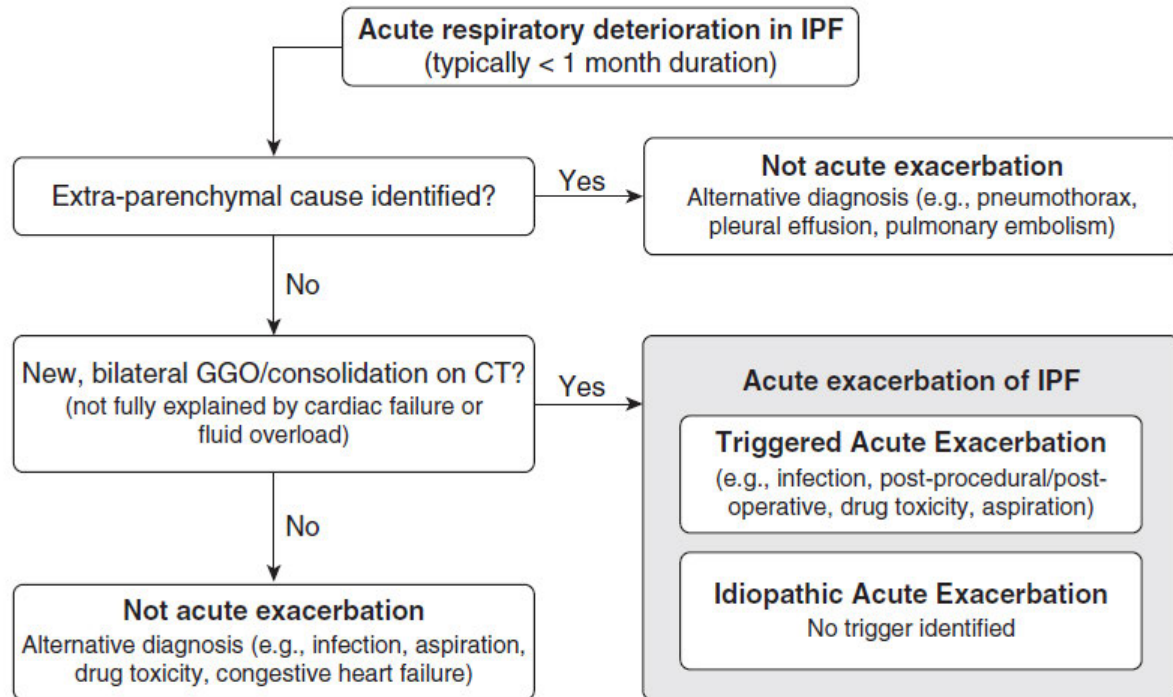 Acute respiratory deterioration in IPF
(typically < 1 month duration)
Extra-parenchymal cause identified?
Yes
Not acute exacerbation
Alternative diagnosis (e.g., pneumothorax,
pleural effusion, pulmonary embolism)
No
New, bilateral GGO/consolidation on CT?
(not fully explained by cardiac failure or
fluid overload)
Yes
Acute exacerbation of IPF
Triggered Acute Exacerbation
(e.g., infection, post-procedural/post-
operative, drug toxicity, aspiration)
Idiopathic Acute Exacerbation
No trigger identified
No
Not acute exacerbation
Alternative diagnosis (e.g., infection, aspiration,
drug toxicity, congestive heart failure)